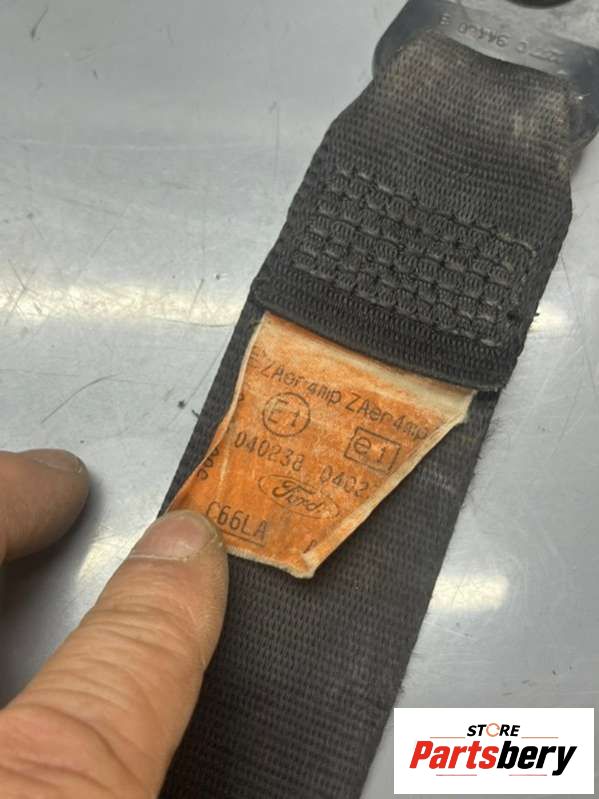 ZAer4mp ZAer4mp
E1 e1
040238 0402
Ford
C66LA
STORE
Partsbery